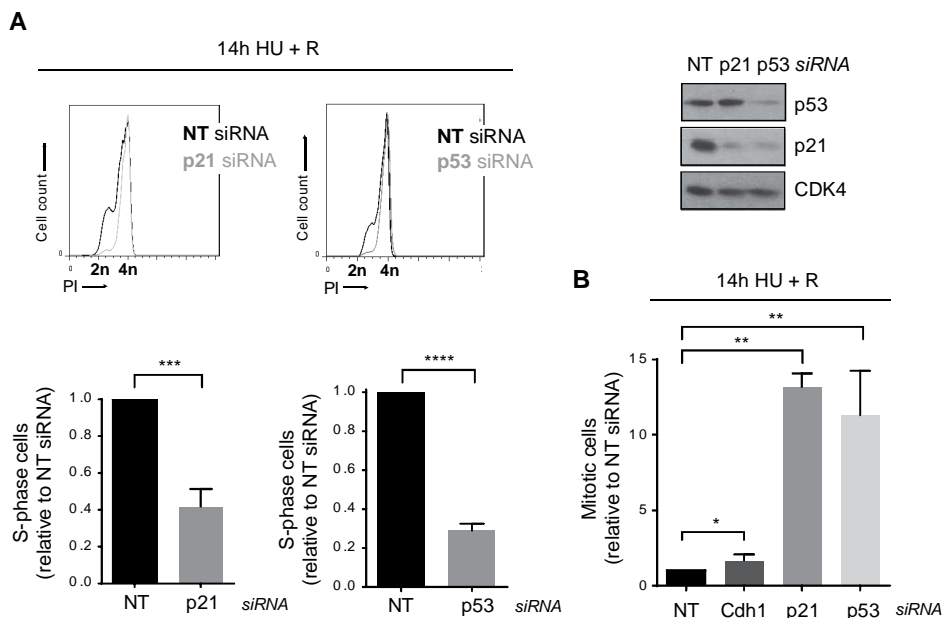 A
14h HU + R
NT siRNA
p21 siRNA
Cell count
0
0
2n 4n
PI
NT siRNA
p53 siRNA
Cell count
0
0
2n 4n
PI
NT p21 p53 siRNA
p53
p21
CDK4
***
S-phase cells
(relative to NT siRNA)
1.0
0.8
0.6
0.4
0.2
0.0
NT p21 siRNA
****
S-phase cells
(relative to NT siRNA)
1.0
0.8
0.6
0.4
0.2
0.0
NT p53 siRNA
B
14h HU + R
**
**
*
Mitotic cells
(relative to NT siRNA)
15
10
5
0
NT Cdh1 p21 p53 siRNA